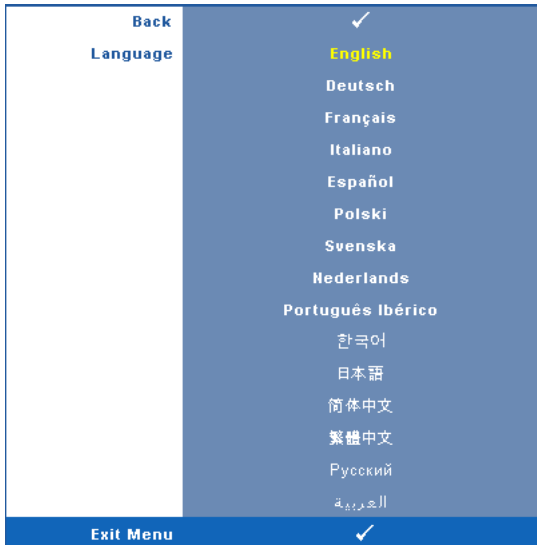 Back ✓
Language English
Deutsch
Français
Italiano
Español
Polski
Svenska
Nederlands
Português Ibérico
한국어
日本語
简体中文
繁體中文
Русский
العربية
Exit Menu ✓